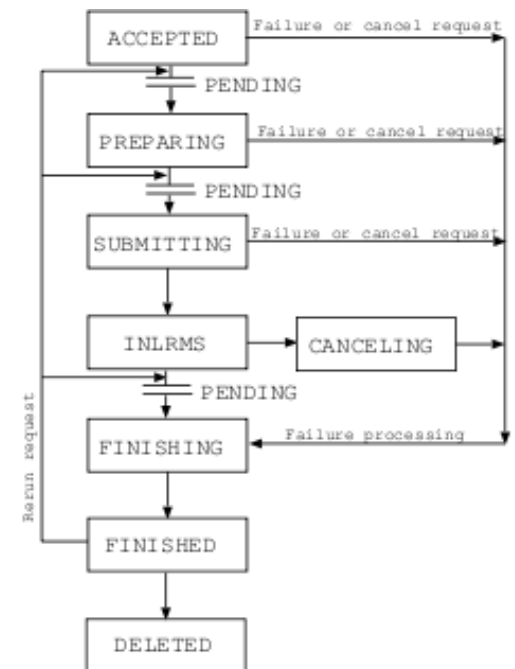 ACCEPTED
Failure or cancel request
PENDING
PREPARING
Failure or cancel request
PENDING
SUBMITTING
Failure or cancel request
INLRMS
CANCELING
PENDING
FINISHING
Failure processing
Rerun request
FINISHED
DELETED